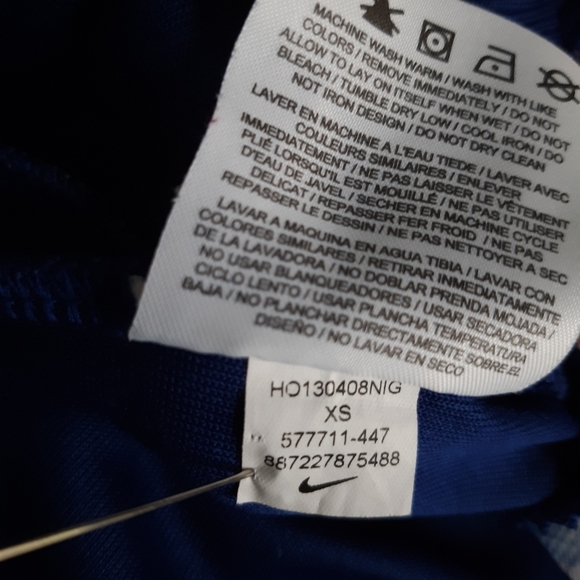 MACHINE WASH WARM / WASH WITH LIKE
COLORS / REMOVE IMMEDIATELY / DO NOT
ALLOW TO LAY ON ITSELF WHEN WET / DO NOT
BLEACH / TUMBLE DRY LOW / COOL IRON / DO
NOT IRON DESIGN / DO NOT DRY CLEAN
LAVER EN MACHINE A L'EAU TIEDE / LAVER AVEC
COULEURS SIMILAIRES / ENLEVER
IMMEDIATEMENT / NE PAS LAISSER LE VÊTEMENT
PLIÉ LORSQU'IL EST MOUILLÉ / NE PAS UTILISER
D'EAU DE JAVEL / SECHER EN MACHINE CYCLE
DELICAT / REPASSER FER FROID / NE PAS
REPASSER LE DESSIN / NE PAS NETTOYER A SEC
LAVAR A MAQUINA EN AGUA TIBIA / LAVAR CON
COLORES SIMILARES / RETIRAR INMEDIATAMENTE
DE LA LAVADORA / NO DOBLAR PRENDA MOJADA /
NO USAR BLANQUEADORES / USAR SECADORA
CICLO LENTO / USAR PLANCHA TEMPERATURA
BAJA / NO PLANCHAR DIRECTAMENTE SOBRE EL
DISEÑO / NO LAVAR EN SECO
HO130408NIG
XS
577711-447
887227875488